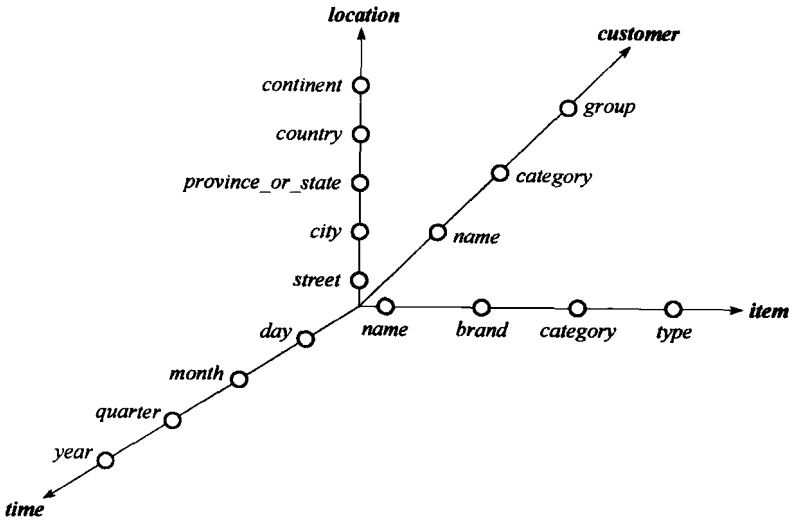 location
customer
continent
group
country
province_or_state
category
city
name
street
item
day
name
brand
category
type
month
quarter
year
time